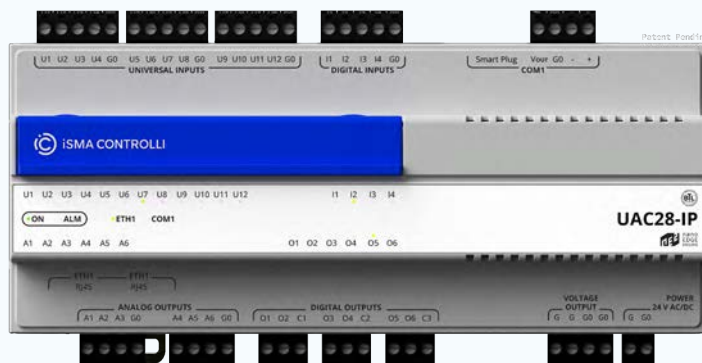 Patent Pendin
U1 U2 U3 U4 G0 U5 U6 U7 U8 G0 U9 U10 U11 U12 G0 I1 I2 I3 I4 G0 Smart Plug Vout G0 - +
UNIVERSAL INPUTS DIGITAL INPUTS COM1
iSMA CONTROLLI
U1 U2 U3 U4 U5 U6 U7 U8 U9 U10 U11 U12 I1 I2 I3 I4
ON ALM ETH1 COM1 UAC28-IP
A1 A2 A3 A4 A5 A6 O1 O2 O3 O4 O5 O6 NANO EDGE ENGINE
ETH1 ETH1
RJ45 RJ45
ANALOG OUTPUTS DIGITAL OUTPUTS VOLTAGE OUTPUT POWER 24 V AC/DC
A1 A2 A3 G0 A4 A5 A6 G0 O1 O2 C1 O3 O4 C2 O5 O6 C3 G G G0 G0 G G0